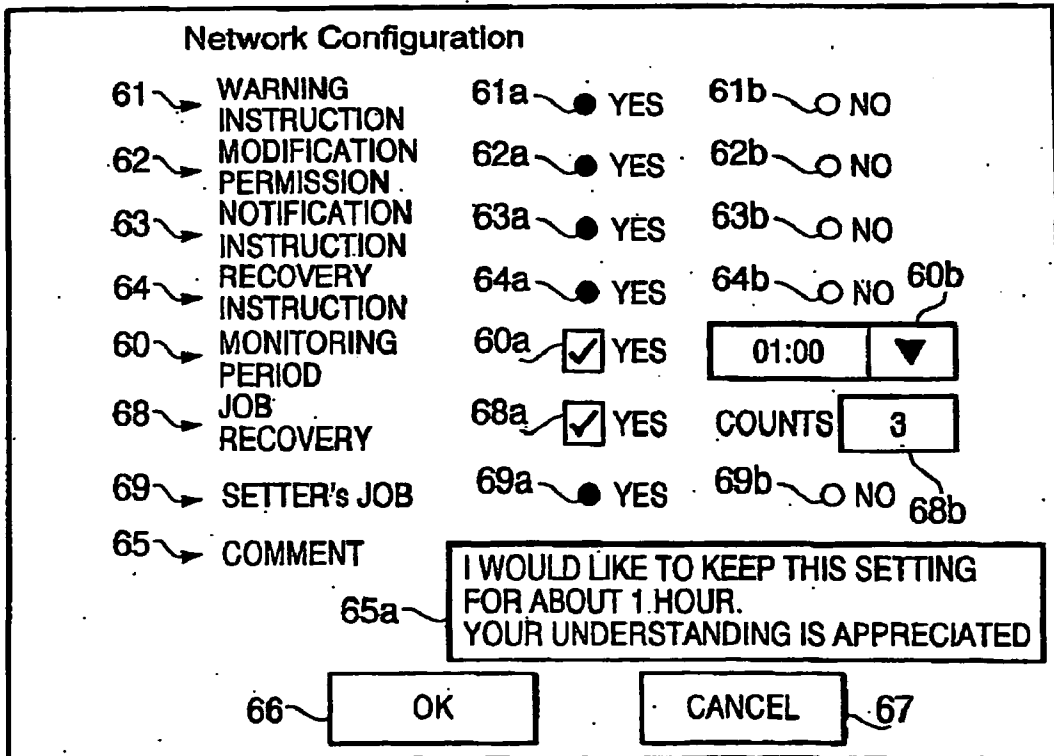 Network Configuration
61 WARNING INSTRUCTION 61a YES 61b NO
62 MODIFICATION PERMISSION 62a YES 62b NO
63 NOTIFICATION INSTRUCTION 63a YES 63b NO
64 RECOVERY INSTRUCTION 64a YES 64b NO 60b
60 MONITORING PERIOD 60a YES 01:00
68 JOB RECOVERY 68a YES COUNTS 3
69 SETTER's JOB 69a YES 69b NO 68b
65 COMMENT
65a I WOULD LIKE TO KEEP THIS SETTING
FOR ABOUT 1 HOUR.
YOUR UNDERSTANDING IS APPRECIATED
66 OK CANCEL 67